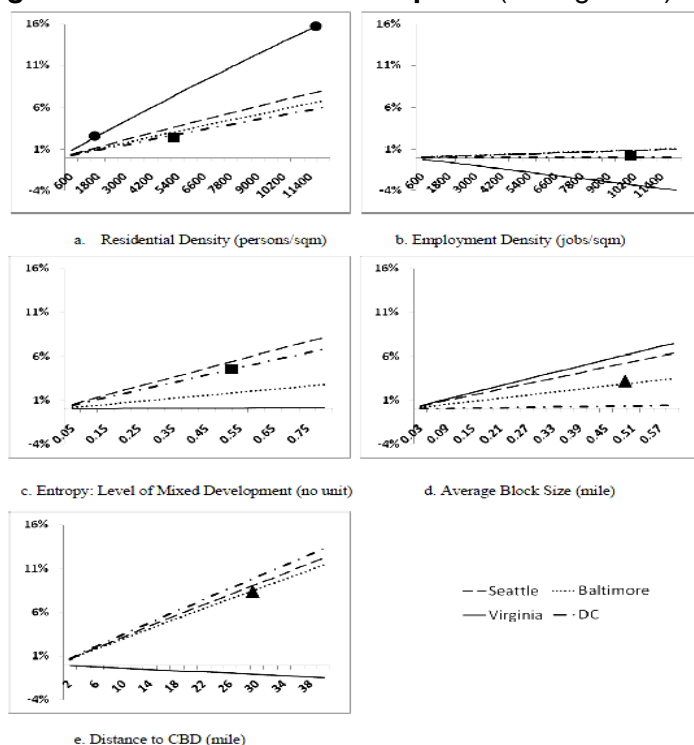 16%
11%
6%
1%
-4%
600 1800 3000 4200 5400 6600 7800 9000 10200 11400
a. Residential Density (persons/sqm)
16%
11%
6%
1%
-4%
600 1800 3000 4200 5400 6600 7800 9000 10200 11400
b. Employment Density (jobs/sqm)
16%
11%
6%
1%
-4%
0.05 0.15 0.25 0.35 0.45 0.55 0.65 0.75
c. Entropy: Level of Mixed Development (no unit)
16%
11%
6%
1%
-4%
0.03 0.09 0.15 0.21 0.27 0.33 0.39 0.45 0.51 0.57
d. Average Block Size (mile)
16%
11%
6%
1%
-4%
2 6 10 14 18 22 26 30 34 38
e. Distance to CBD (mile)
Seattle Baltimore
Virginia DC